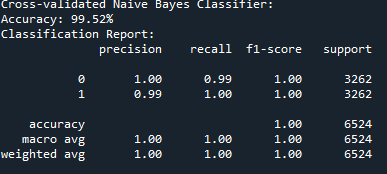 Cross-validated Naive Bayes Classifier:
Accuracy: 99.52%
Classification Report:
precision recall f1-score support
0 1.00 0.99 1.00 3262
1 0.99 1.00 1.00 3262
accuracy 1.00 6524
macro avg 1.00 1.00 1.00 6524
weighted avg 1.00 1.00 1.00 6524